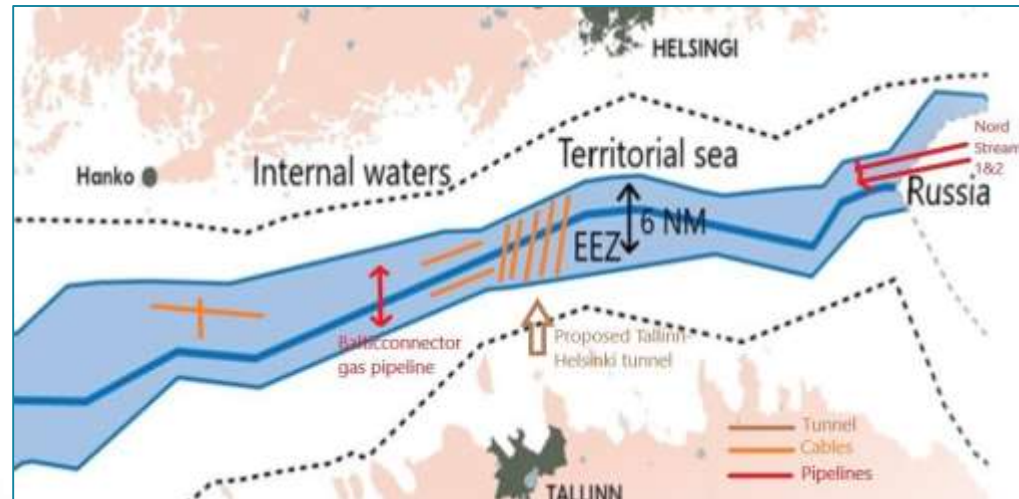 HELSINGI
Nord
Stream
1&2
Territorial sea
Internal waters
Hanko
Russia
6 NM
EEZ
Balticconnector
gas pipeline
Proposed Tallinn-
Helsinki tunnel
Tunnel
Cables
Pipelines
TALLINN